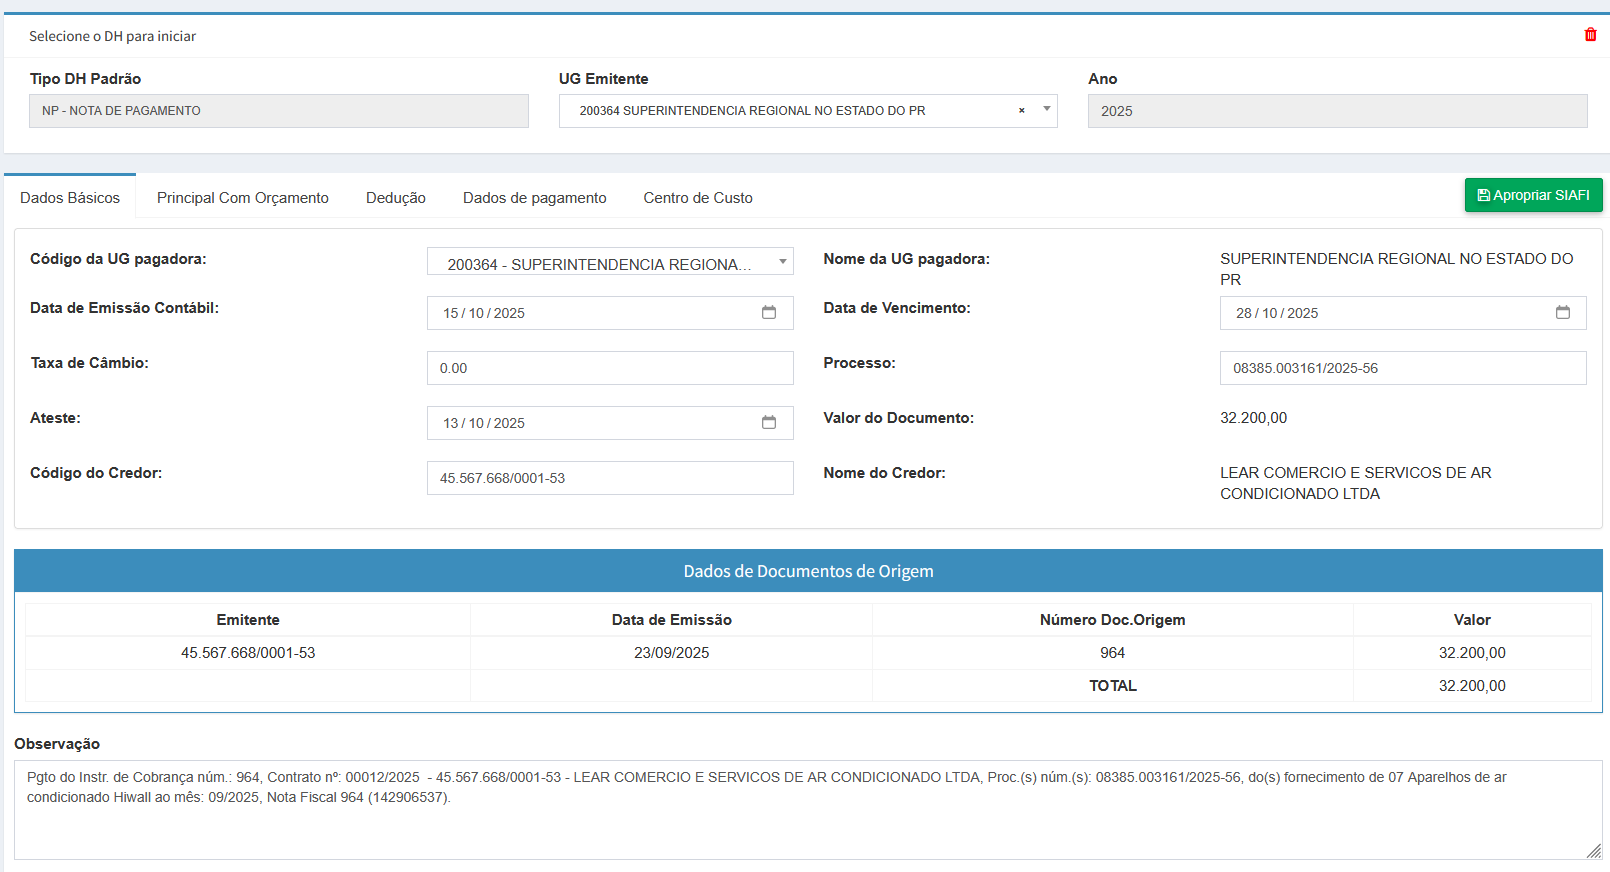 Selecione o DH para iniciar
Tipo DH Padrão
UG Emitente
Ano
NP - NOTA DE PAGAMENTO
200364 SUPERINTENDENCIA REGIONAL NO ESTADO DO PR
×
2025
Dados Básicos
Principal Com Orçamento
Dedução
Dados de pagamento
Centro de Custo
Apropriar SIAFI
Código da UG pagadora:
200364 - SUPERINTENDENCIA REGIONA...
Nome da UG pagadora:
SUPERINTENDENCIA REGIONAL NO ESTADO DO
PR
Data de Emissão Contábil:
15 / 10 / 2025
Data de Vencimento:
28 / 10 / 2025
Taxa de Câmbio:
0.00
Processo:
08385.003161/2025-56
Ateste:
13 / 10 / 2025
Valor do Documento:
32.200,00
Código do Credor:
45.567.668/0001-53
Nome do Credor:
LEAR COMERCIO E SERVICOS DE AR
CONDICIONADO LTDA
Dados de Documentos de Origem
Emitente
Data de Emissão
Número Doc.Origem
Valor
45.567.668/0001-53
23/09/2025
964
32.200,00
TOTAL
32.200,00
Observação
Pgto do Instr. de Cobrança núm.: 964, Contrato nº: 00012/2025  - 45.567.668/0001-53 - LEAR COMERCIO E SERVICOS DE AR CONDICIONADO LTDA, Proc.(s) núm.(s): 08385.003161/2025-56, do(s) fornecimento de 07 Aparelhos de ar
condicionado Hiwall ao mês: 09/2025, Nota Fiscal 964 (142906537).